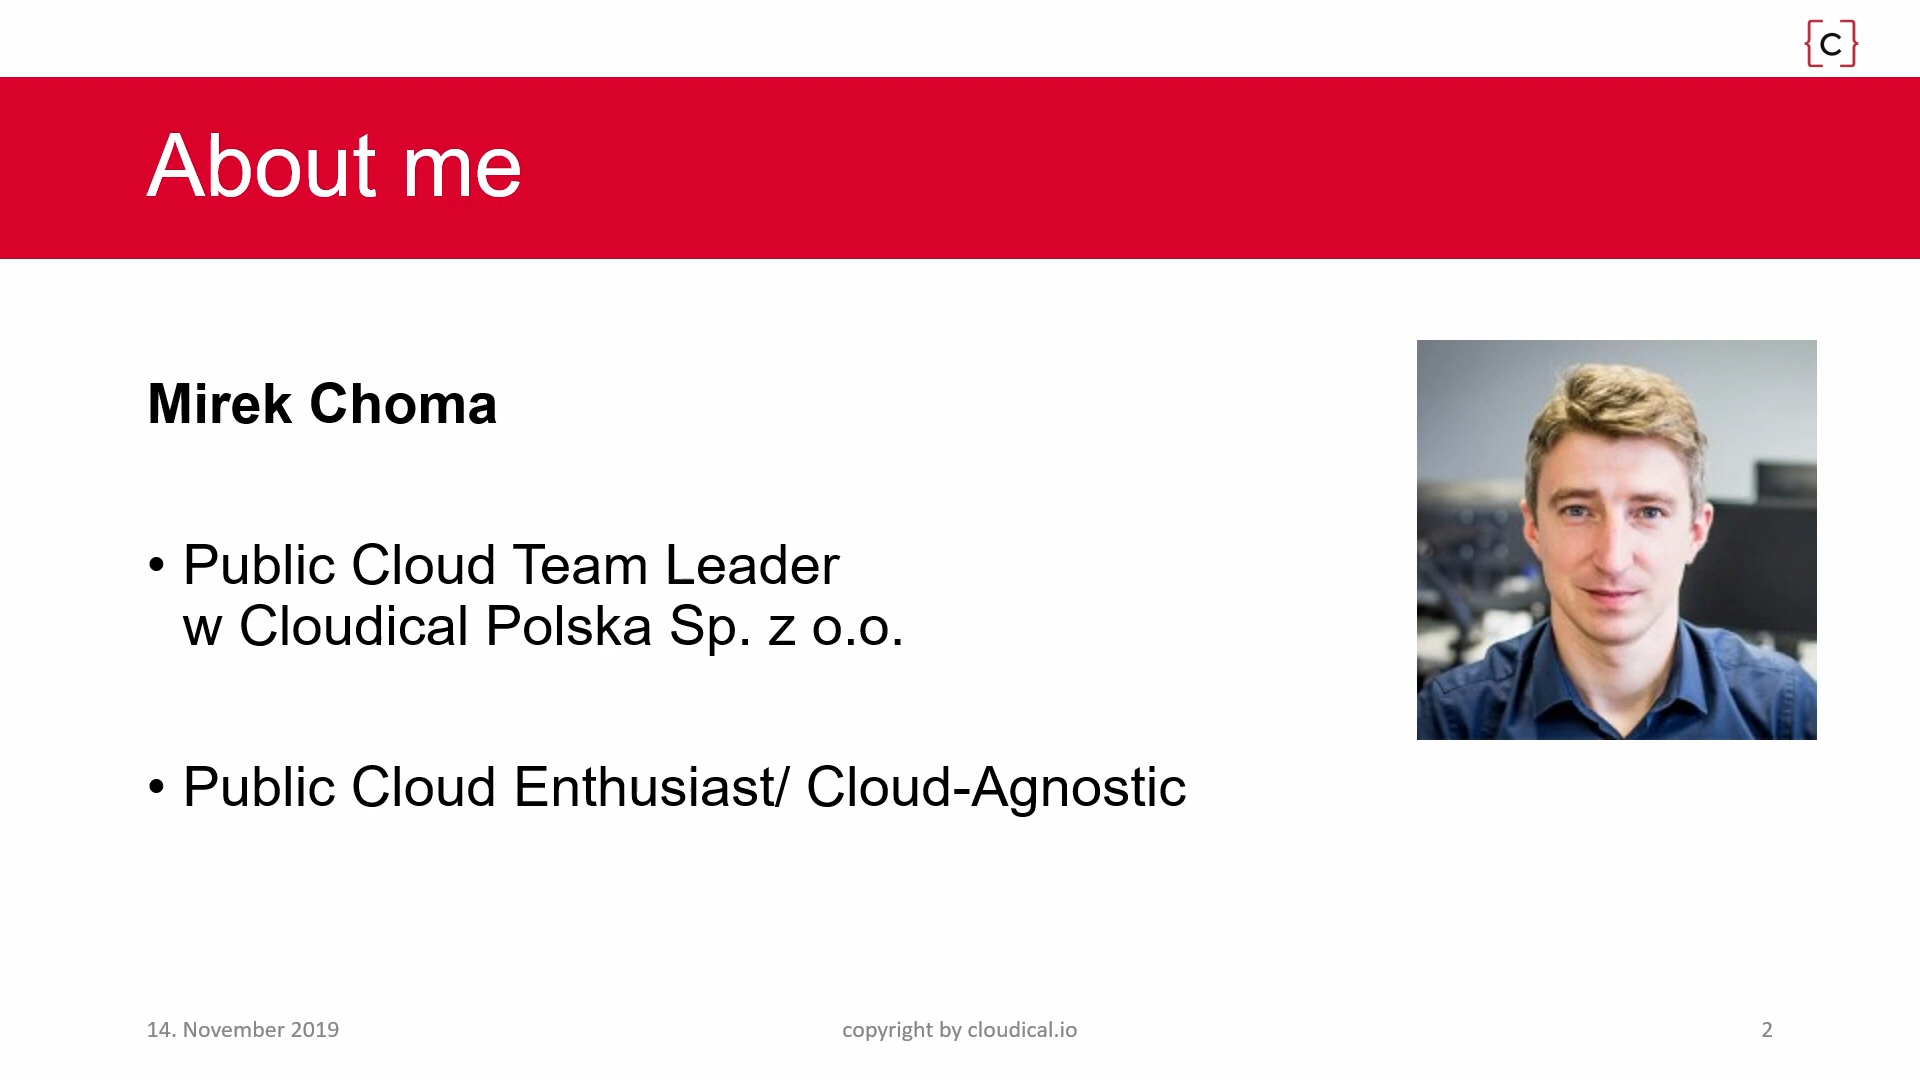 {C}
About me
Mirek Choma
• Public Cloud Team Leader
w Cloudical Polska Sp. z o.o.
• Public Cloud Enthusiast/ Cloud-Agnostic
14. November 2019
copyright by cloudical.io
2